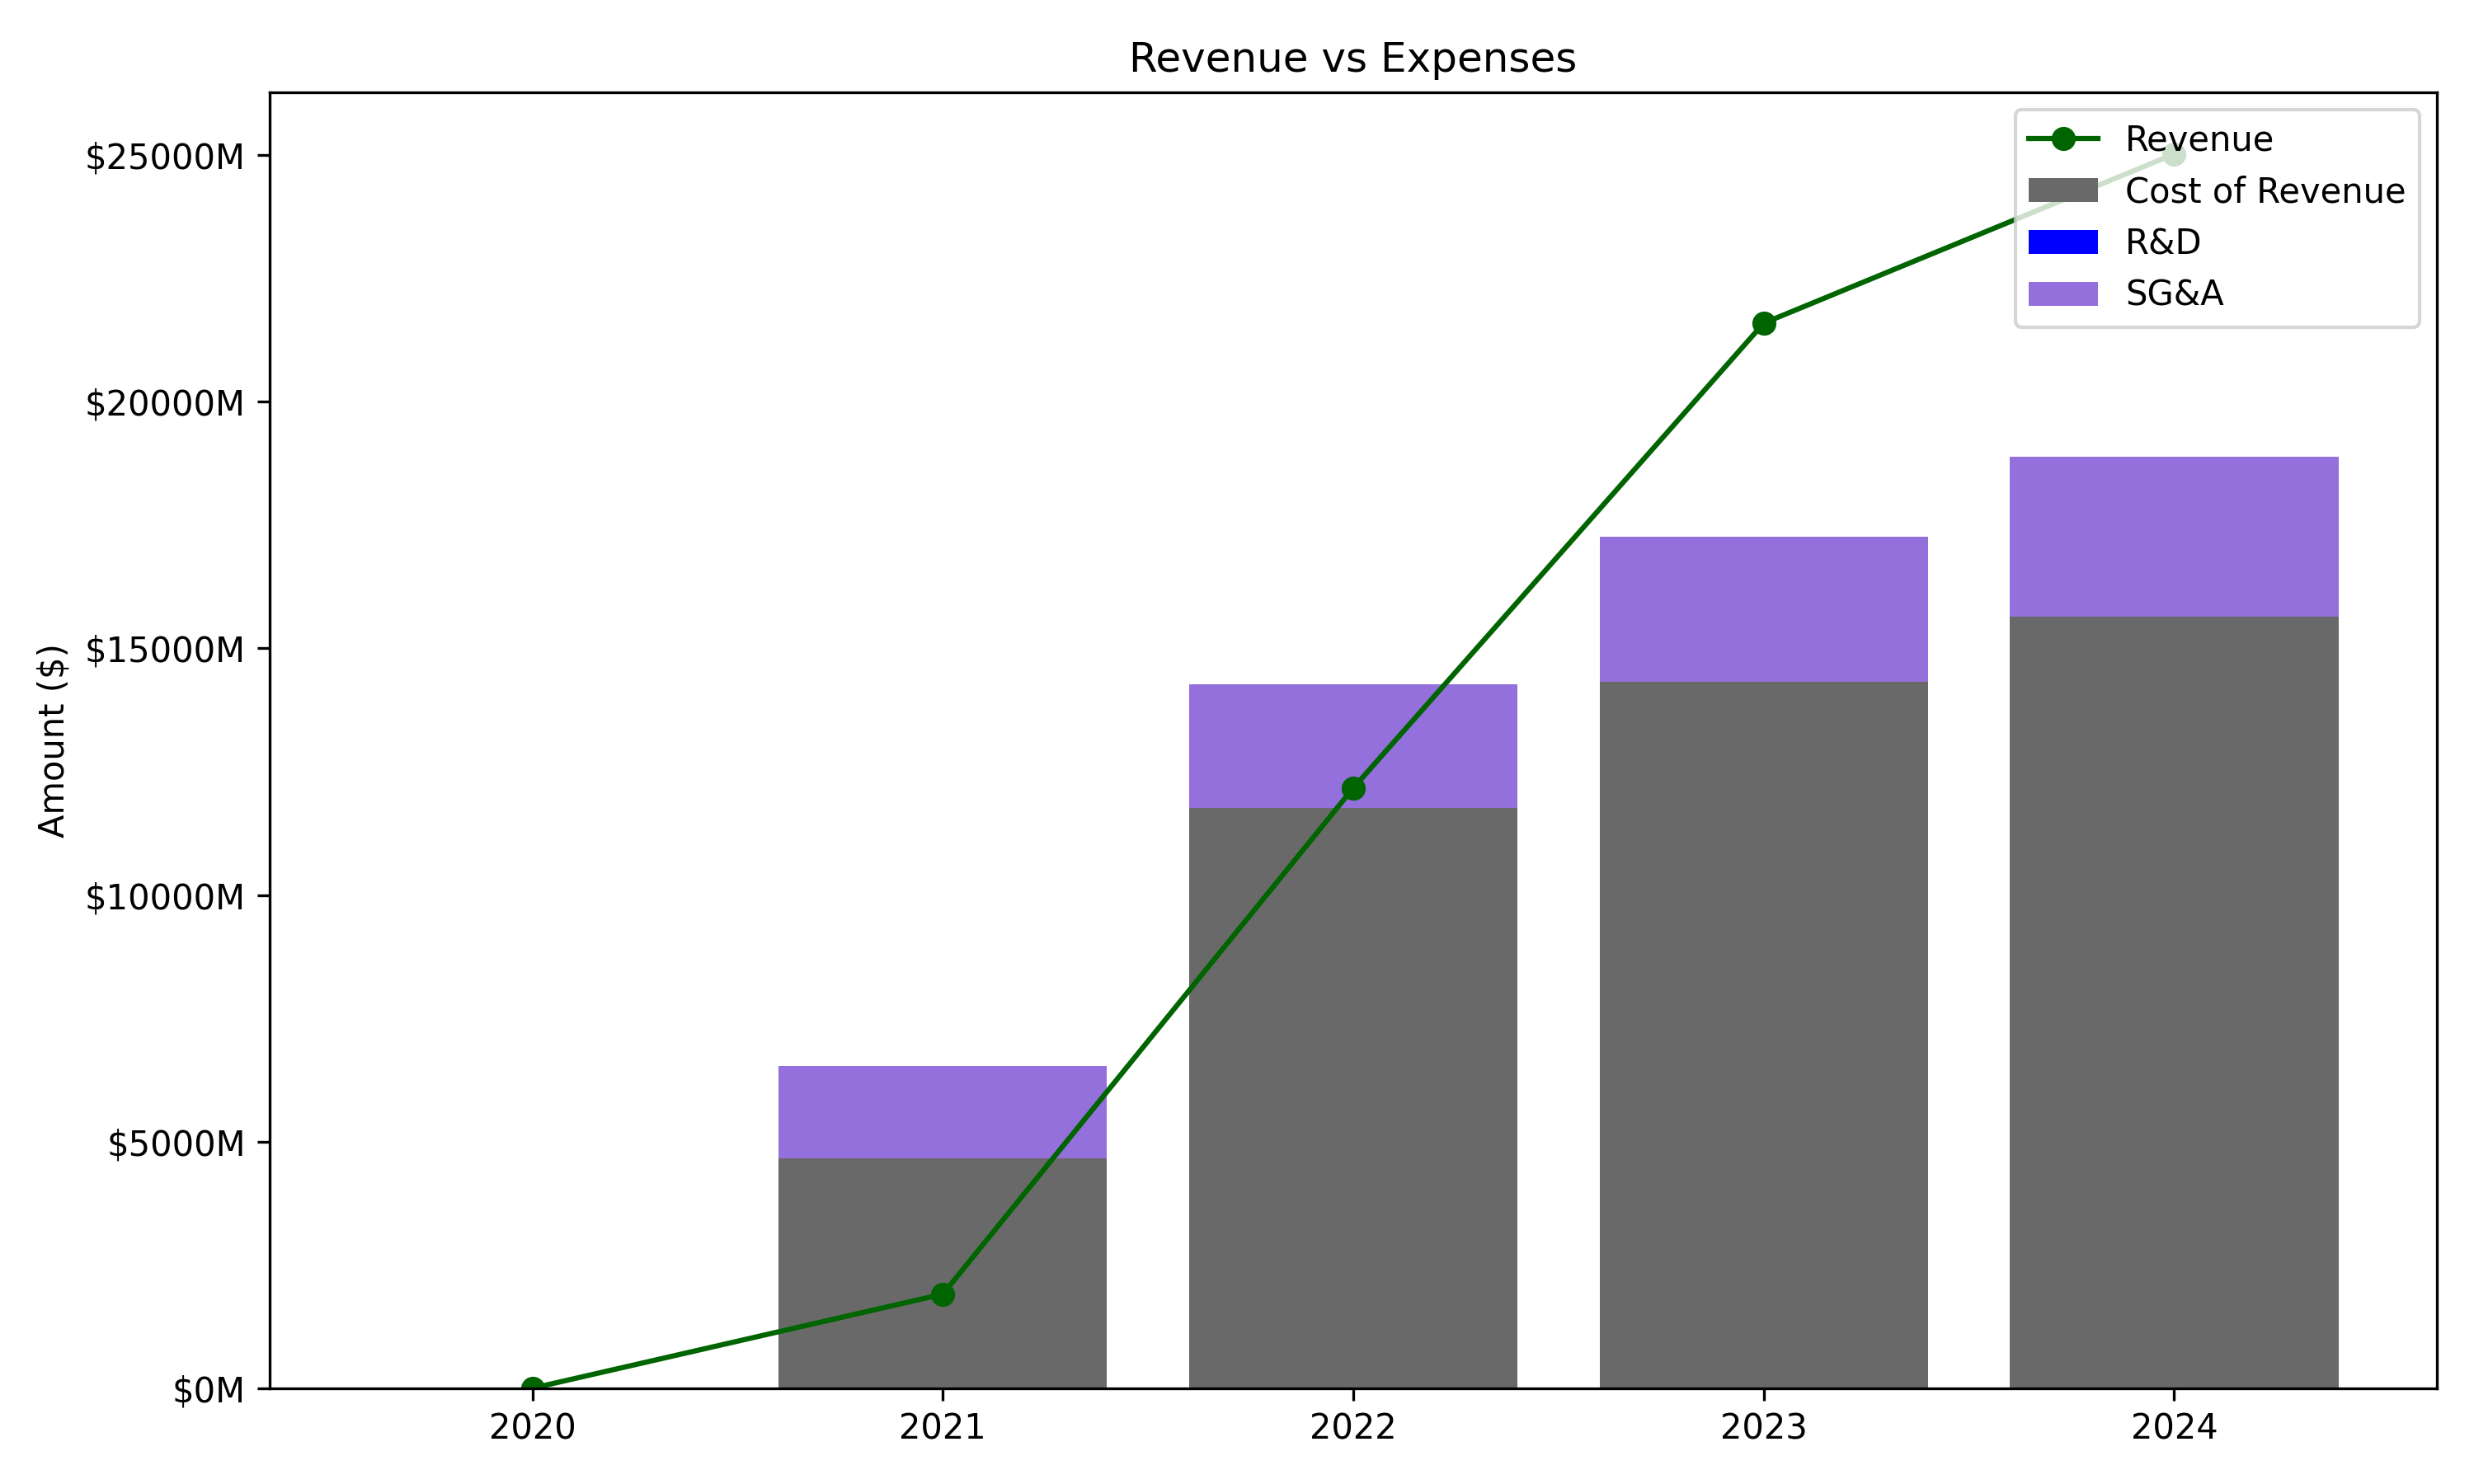 Revenue vs Expenses
Revenue
Cost of Revenue
R&D
SG&A
Amount ($)
$25000M
$20000M
$15000M
$10000M
$5000M
$0M
2020
2021
2022
2023
2024